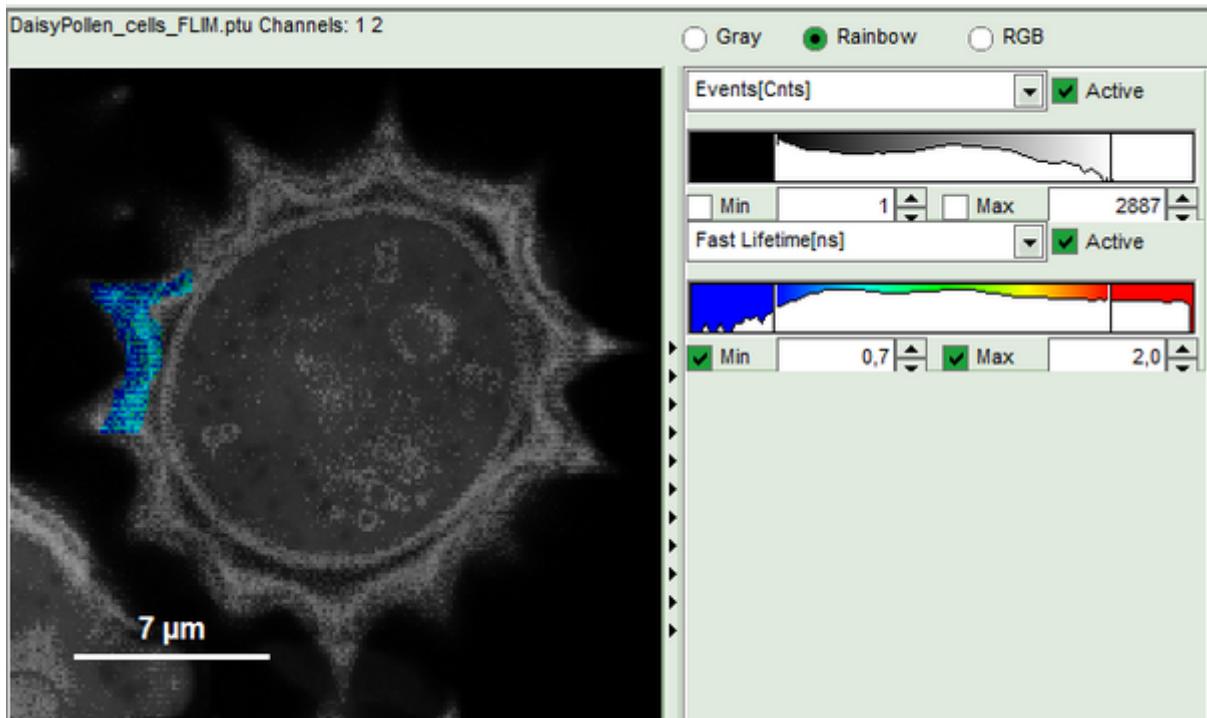 DaisyPollen_cells_FLIM.ptu Channels: 1 2
Gray Rainbow RGB
Events[Cnts] Active
Min 1 Max 2887
Fast Lifetime[ns] Active
Min 0,7 Max 2,0
7 µm